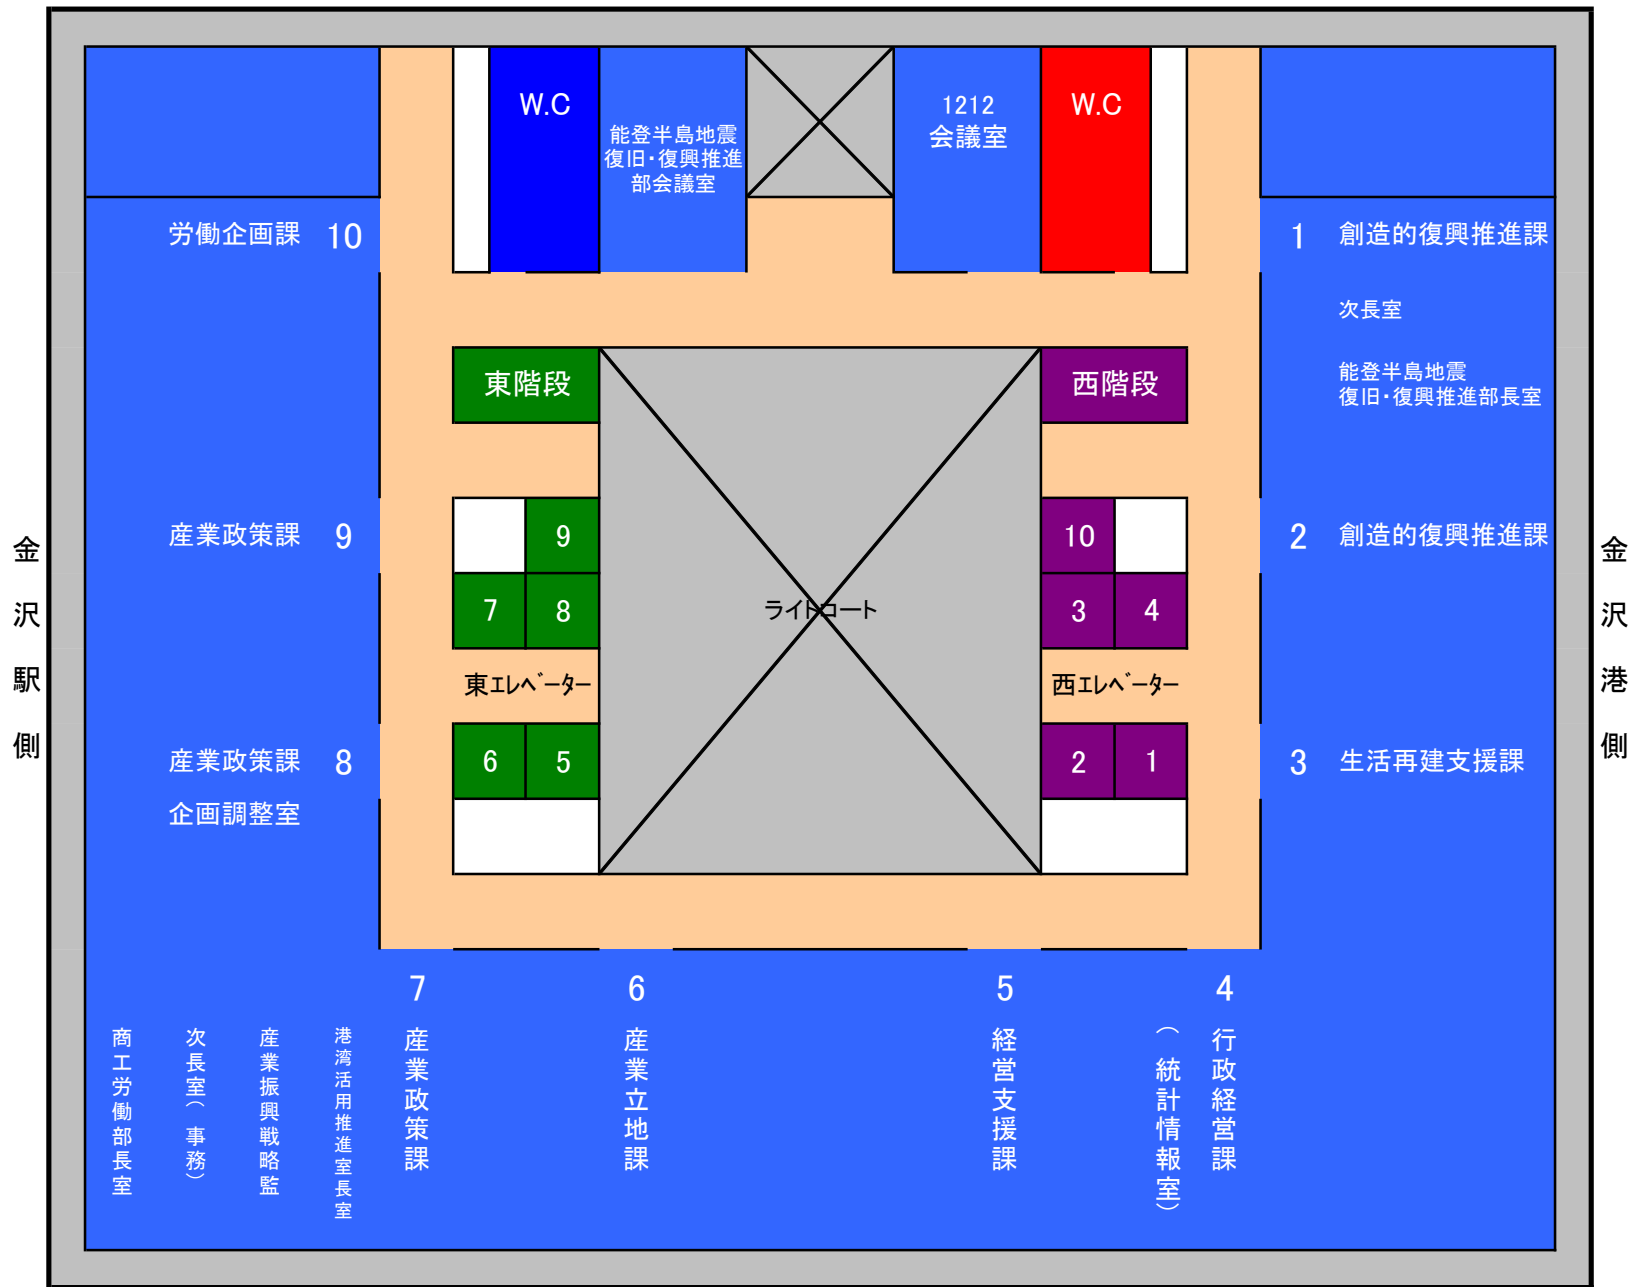 W.C
能登半島地震
復旧・復興推進
部会議室
1212
会議室
W.C
労働企画課 10
1 創造的復興推進課
次長室
東階段
西階段
能登半島地震
復旧・復興推進部長室
産業政策課 9
9
10
2 創造的復興推進課
7 8
ライトコート
3 4
東エレベーター
西エレベーター
金沢駅側
金沢港側
産業政策課 8
企画調整室
6 5
2 1
3 生活再建支援課
商工労働部長室
次長室(事務)
産業振興戦略監
港湾活用推進室長室
7
産業政策課
6
産業立地課
5
経営支援課
4
行政経営課
(統計情報室)